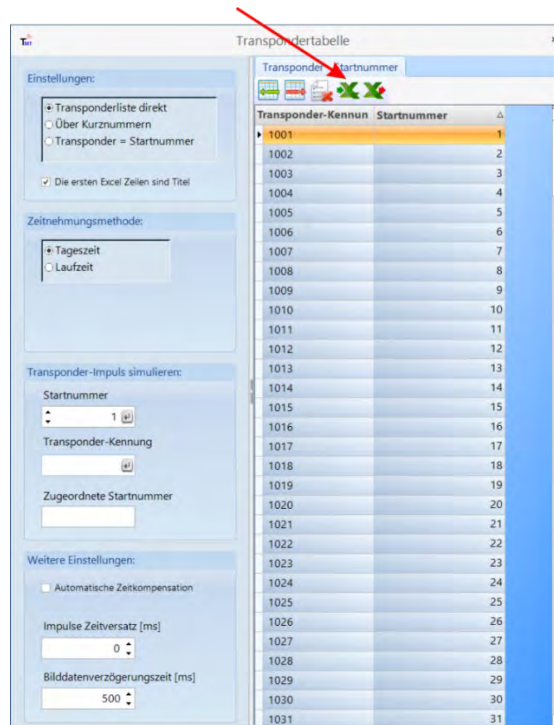 Transpondertabelle
Einstellungen:
Transponderliste direkt
Über Kurznummern
Transponder = Startnummer
Die ersten Excel Zeilen sind Titel
Zeitnehmungsmethode:
Tageszeit
Laufzeit
Transponder-Impuls simulieren:
Startnummer
1
Transponder-Kennung
Zugeordnete Startnummer
Weitere Einstellungen:
Automatische Zeitkompensation
Impulse Zeitversatz [ms]
0
Bilddatenverzögerungszeit [ms]
500
Transponder Startnummer
Transponder-Kennun Startnummer
1001 1
1002 2
1003 3
1004 4
1005 5
1006 6
1007 7
1008 8
1009 9
1010 10
1011 11
1012 12
1013 13
1014 14
1015 15
1016 16
1017 17
1018 18
1019 19
1020 20
1021 21
1022 22
1023 23
1024 24
1025 25
1026 26
1027 27
1028 28
1029 29
1030 30
1031 31